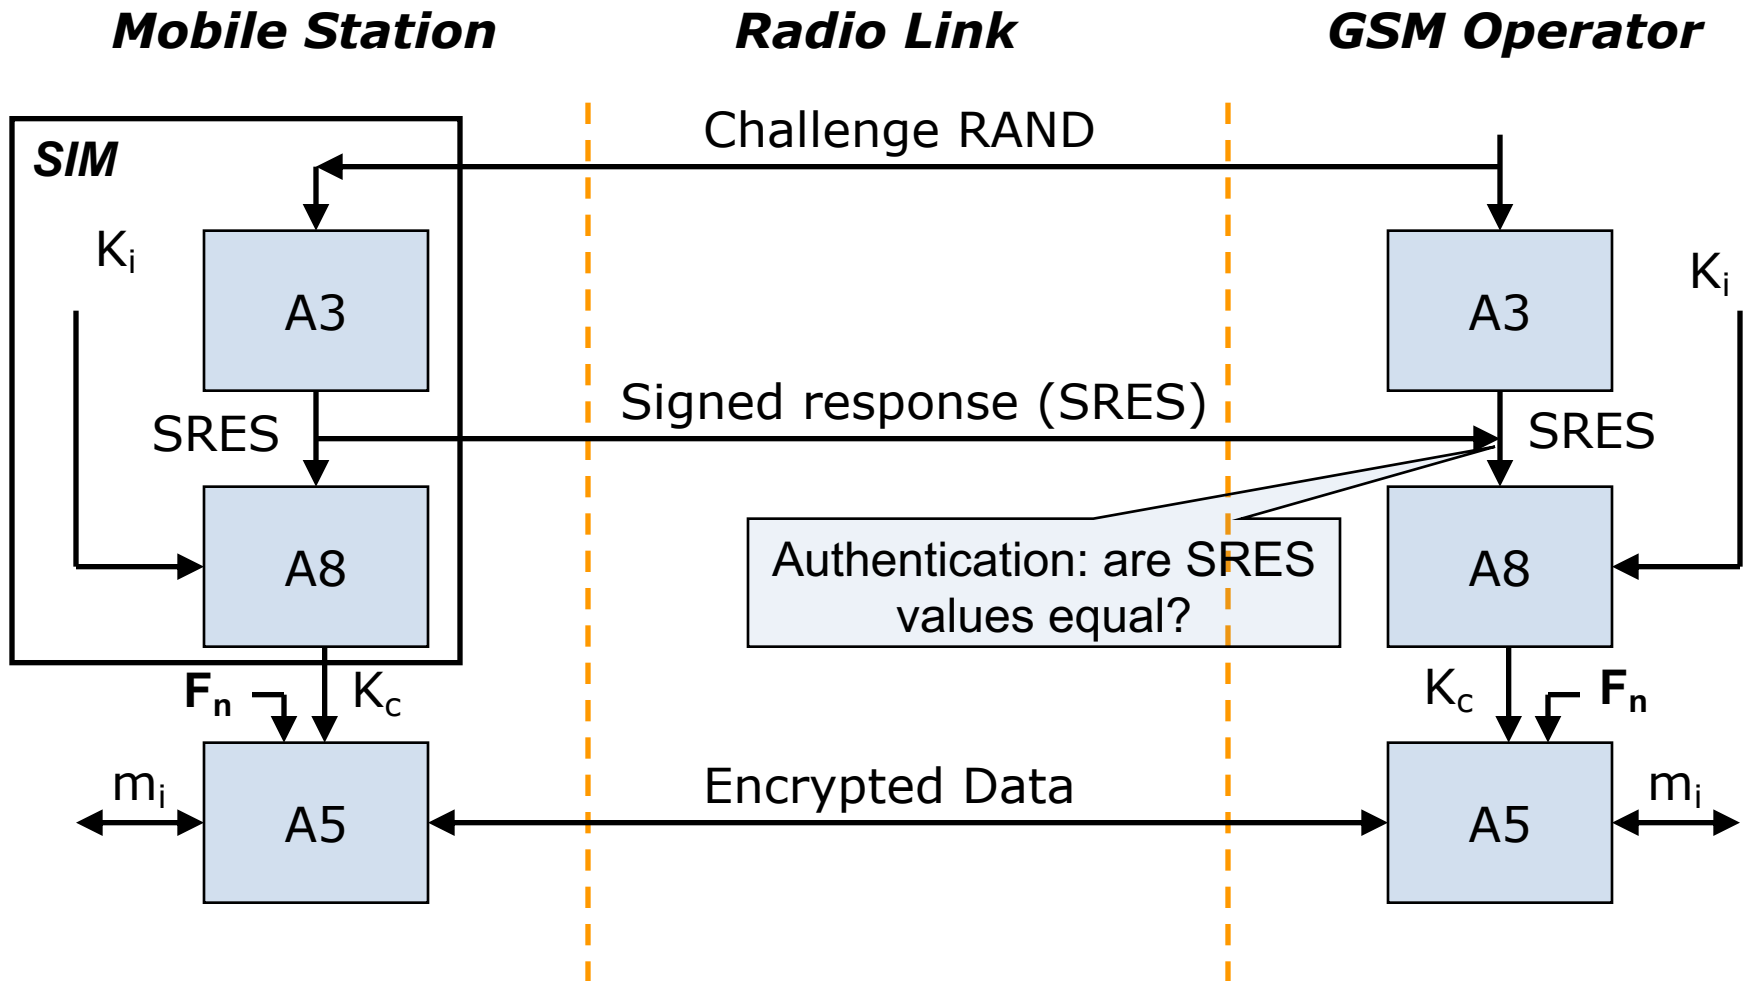 Mobile Station
Radio Link
GSM Operator
SIM
Challenge RAND
Ki
A3
A3
Ki
SRES
Signed response (SRES)
SRES
A8
Authentication: are SRES
values equal?
A8
Fn
Kc
Kc
Fn
mi
A5
Encrypted Data
A5
mi